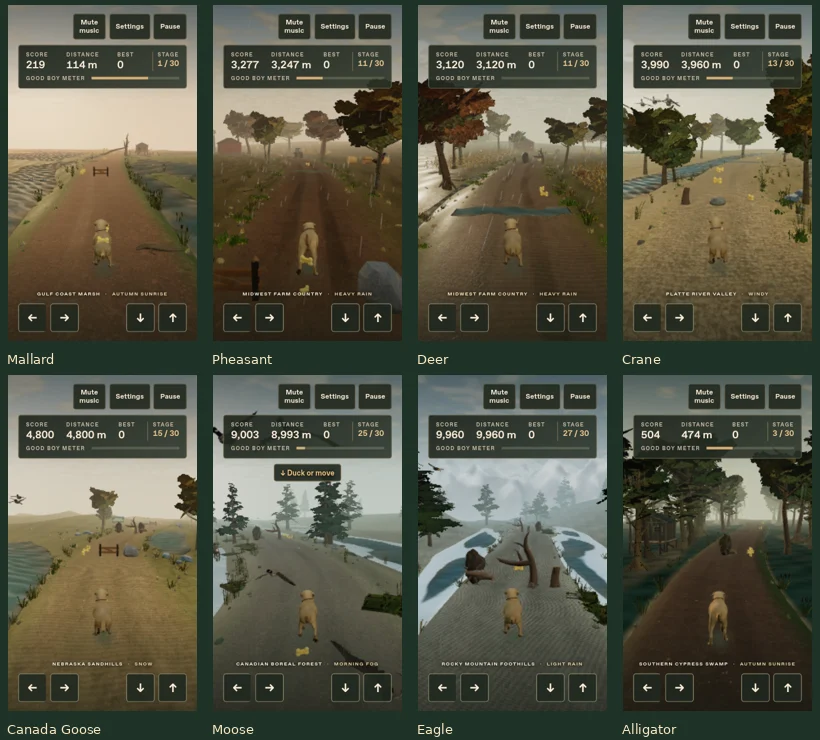 Mute music
Settings
Pause
SCORE DISTANCE BEST STAGE
219 114 m 0 1 / 30
GOOD BOY METER
GULF COAST MARSH · AUTUMN SUNRISE
← → ↓ ↑
Mallard
Mute music
Settings
Pause
SCORE DISTANCE BEST STAGE
3,277 3,247 m 0 11 / 30
GOOD BOY METER
MIDWEST FARM COUNTRY · HEAVY RAIN
← → ↓ ↑
Pheasant
Mute music
Settings
Pause
SCORE DISTANCE BEST STAGE
3,120 3,120 m 0 11 / 30
GOOD BOY METER
MIDWEST FARM COUNTRY · HEAVY RAIN
← → ↓ ↑
Deer
Mute music
Settings
Pause
SCORE DISTANCE BEST STAGE
3,990 3,960 m 0 13 / 30
GOOD BOY METER
PLATTE RIVER VALLEY · WINDY
← → ↓ ↑
Crane
Mute music
Settings
Pause
SCORE DISTANCE BEST STAGE
4,800 4,800 m 0 15 / 30
GOOD BOY METER
NEBRASKA SANDHILLS · SNOW
← → ↓ ↑
Canada Goose
Mute music
Settings
Pause
SCORE DISTANCE BEST STAGE
9,003 8,993 m 0 25 / 30
GOOD BOY METER
↓ Duck or move
CANADIAN BOREAL FOREST · MORNING FOG
← → ↓ ↑
Moose
Mute music
Settings
Pause
SCORE DISTANCE BEST STAGE
9,960 9,960 m 0 27 / 30
GOOD BOY METER
ROCKY MOUNTAIN FOOTHILLS · LIGHT RAIN
← → ↓ ↑
Eagle
Mute music
Settings
Pause
SCORE DISTANCE BEST STAGE
504 474 m 0 3 / 30
GOOD BOY METER
SOUTHERN CYPRESS SWAMP · AUTUMN SUNRISE
← → ↓ ↑
Alligator